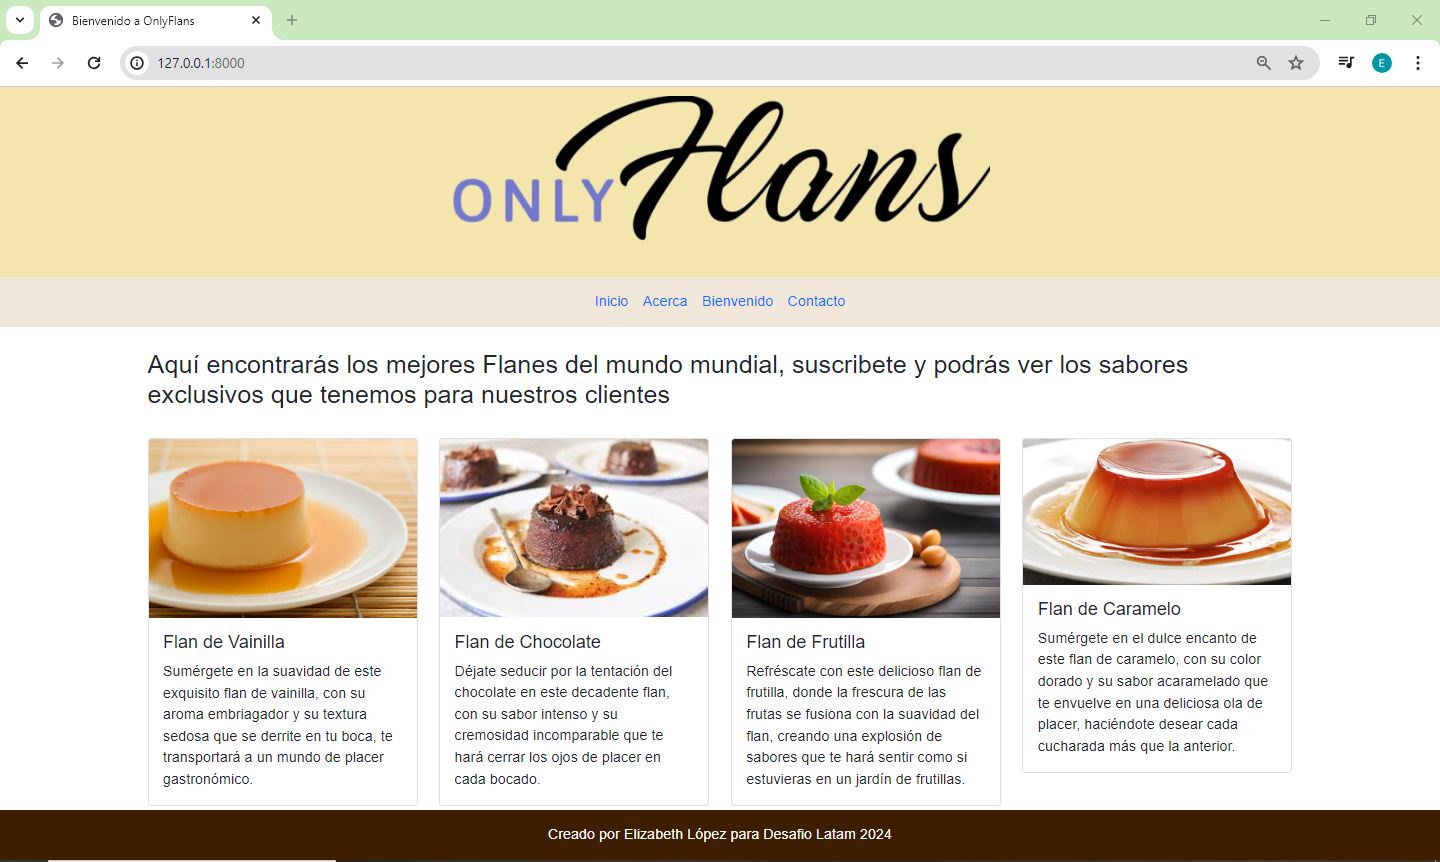 Bienvenido a OnlyFlans
127.0.0.1:8000
E
ONLY Flans
Inicio Acerca Bienvenido Contacto
Aquí encontrarás los mejores Flanes del mundo mundial, suscribete y podrás ver los sabores
exclusivos que tenemos para nuestros clientes
Flan de Vainilla
Sumérgete en la suavidad de este
exquisito flan de vainilla, con su
aroma embriagador y su textura
sedosa que se derrite en tu boca, te
transportará a un mundo de placer
gastronómico.
Flan de Chocolate
Déjate seducir por la tentación del
chocolate en este decadente flan,
con su sabor intenso y su
cremosidad incomparable que te
hará cerrar los ojos de placer en
cada bocado.
Flan de Frutilla
Refréscate con este delicioso flan de
frutilla, donde la frescura de las
frutas se fusiona con la suavidad del
flan, creando una explosión de
sabores que te hará sentir como si
estuvieras en un jardín de frutillas.
Flan de Caramelo
Sumérgete en el dulce encanto de
este flan de caramelo, con su color
dorado y su sabor acaramelado que
te envuelve en una deliciosa ola de
placer, haciéndote desear cada
cucharada más que la anterior.
Creado por Elizabeth López para Desafio Latam 2024